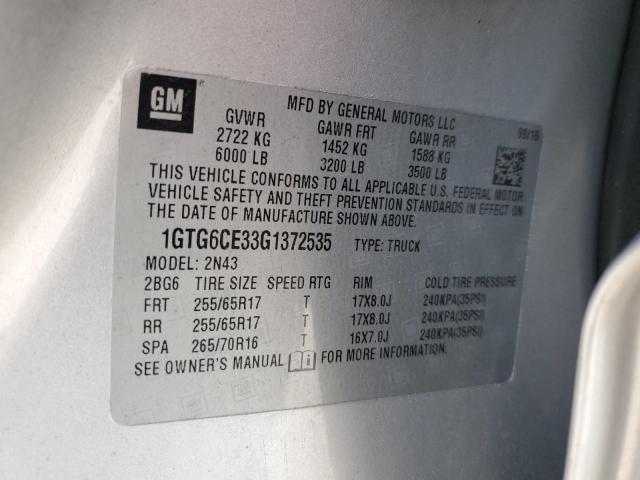 GM
MFD BY GENERAL MOTORS LLC
09/16
GVWR GAWR FRT GAWR RR
2722 KG 1452 KG 1588 KG
6000 LB 3200 LB 3500 LB
THIS VEHICLE CONFORMS TO ALL APPLICABLE U.S. FEDERAL MOTOR
VEHICLE SAFETY AND THEFT PREVENTION STANDARDS IN EFFECT ON
THE DATE OF MANUFACTURE SHOWN ABOVE.
1GTG6CE33G1372535 TYPE: TRUCK
MODEL: 2N43
2BG6 TIRE SIZE SPEED RTG RIM COLD TIRE PRESSURE
FRT 255/65R17 T 17X8.0J 240KPA(35PSI)
RR 255/65R17 T 17X8.0J 240KPA(35PSI)
SPA 265/70R16 T 16X7.0J 240KPA(35PSI)
SEE OWNER'S MANUAL i FOR MORE INFORMATION.